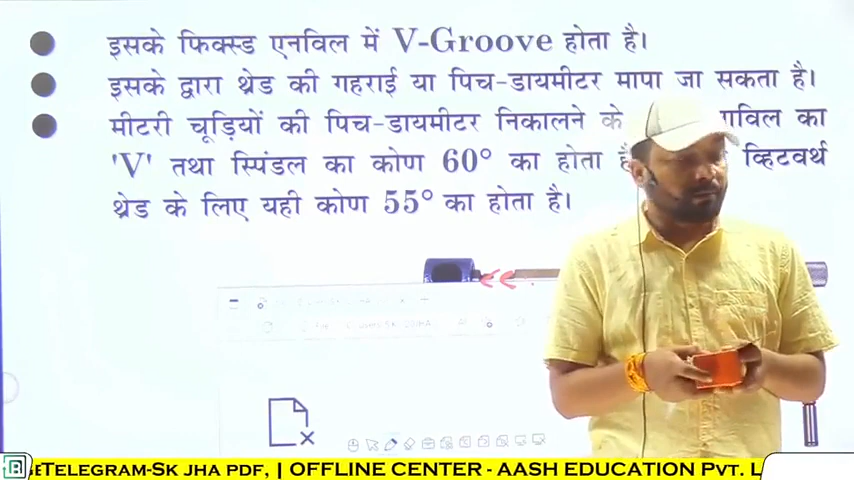 इसके फिक्स्ड एनविल में V-Groove होता है।
इसके द्वारा थ्रेड की गहराई या पिच-डायमीटर मापा जा सकता है।
मीटरी चूड़ियों की पिच-डायमीटर निकालने के का
'V' तथा स्पिंडल का कोण 60° का होता व्हिटवर्थ
थ्रेड के लिए यही कोण 55° का होता है।
TELEGRAM-SK JHA PDF, | OFFLINE CENTER - AASH EDUCATION PVT. L